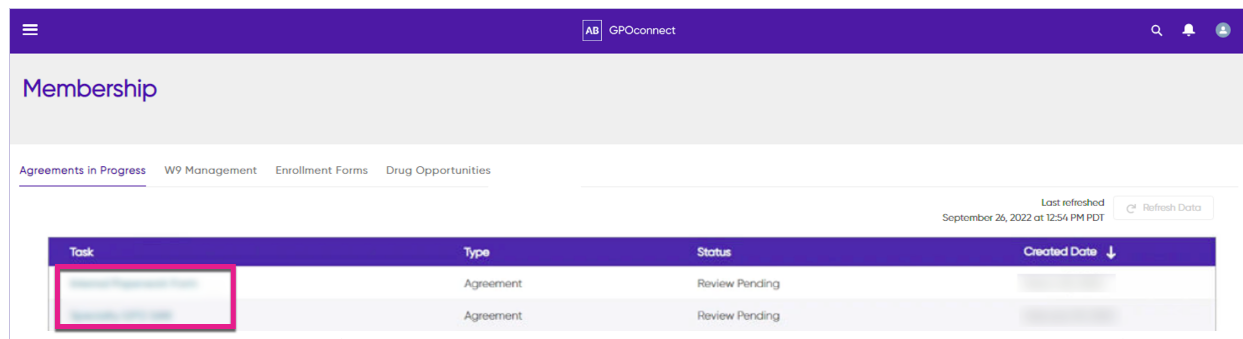 AB GPOconnect
Membership
Agreements in Progress W9 Management Enrollment Forms Drug Opportunities
Last refreshed
September 26, 2022 at 12:54 PM PDT
Refresh Data
Task Type Status Created Date
Agreement Review Pending
Agreement Review Pending